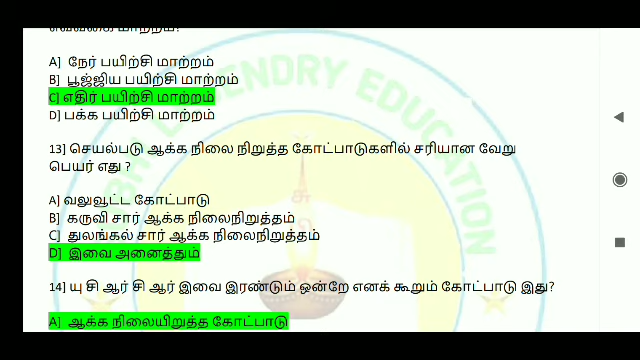 A] நேர் பயிற்சி மாற்றம்
B] பூஜ்ஜிய பயிற்சி மாற்றம்
C] எதிர் பயிற்சி மாற்றம்
D] பக்க பயிற்சி மாற்றம்
13] செயல்படு ஆக்க நிலை நிறுத்த கோட்பாடுகளில் சரியான வேறு
பெயர் எது ?
A] வலுவூட்ட கோட்பாடு
B] கருவி சார் ஆக்க நிலைநிறுத்தம்
C] துலங்கல் சார் ஆக்க நிலைநிறுத்தம்
D] இவை அனைத்தும்
14] யு சி ஆர் சி ஆர் இவை இரண்டும் ஒன்றே எனக் கூறும் கோட்பாடு இது?
A] ஆக்க நிலையிறுத்த கோட்பாடு